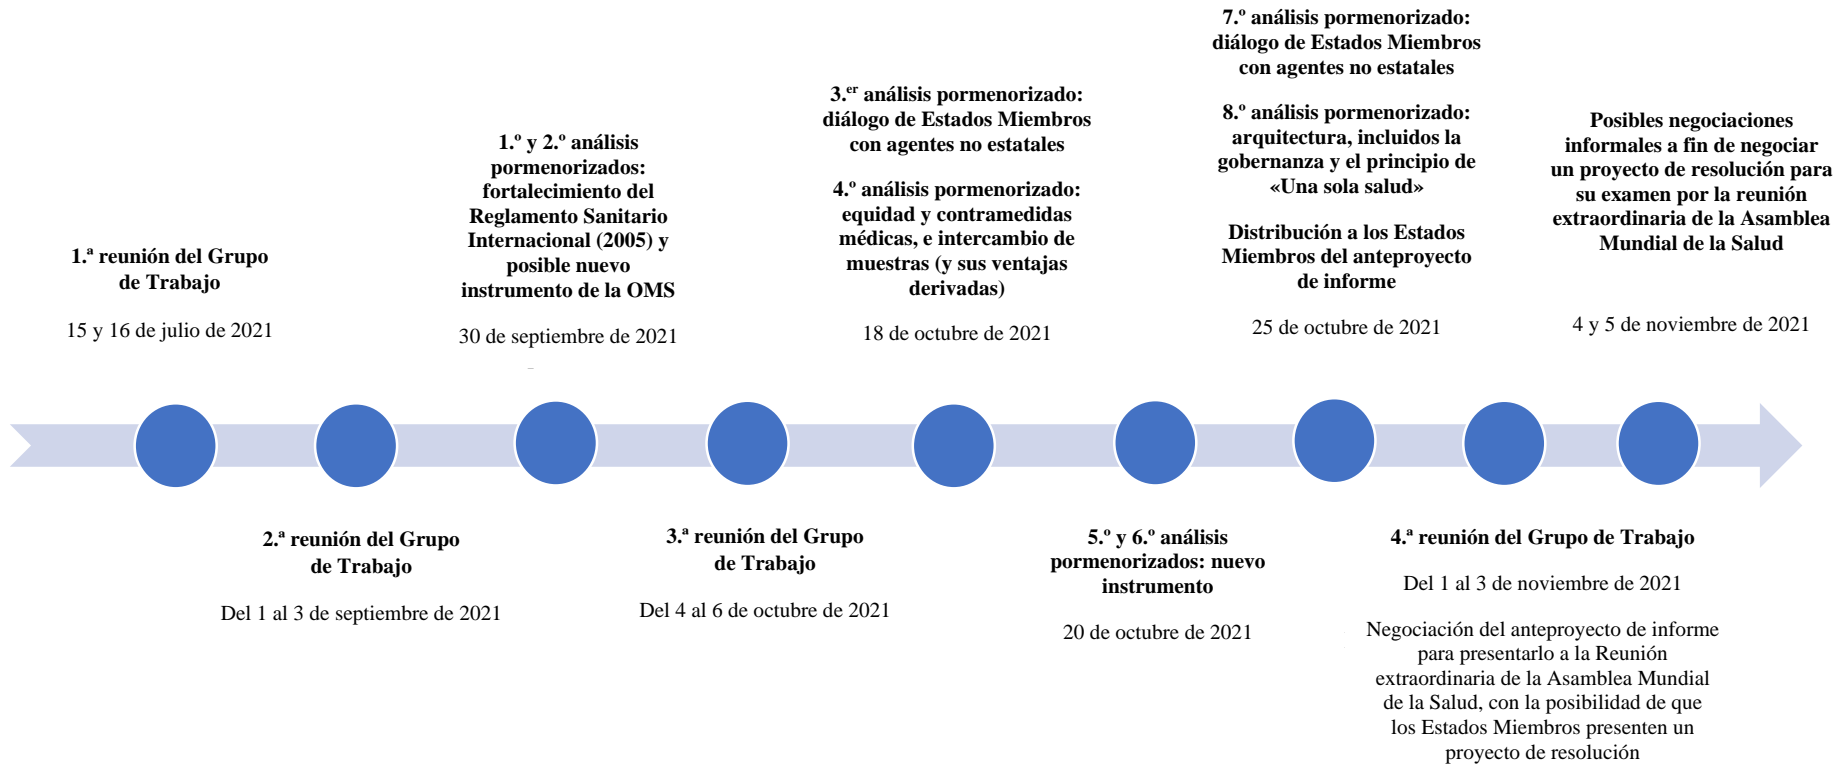 1.ª reunión del Grupo
de Trabajo
15 y 16 de julio de 2021
2.ª reunión del Grupo
de Trabajo
Del 1 al 3 de septiembre de 2021
1.º y 2.º análisis
pormenorizados:
fortalecimiento del
Reglamento Sanitario
Internacional (2005) y
posible nuevo
instrumento de la OMS
30 de septiembre de 2021
3.ª reunión del Grupo
de Trabajo
Del 4 al 6 de octubre de 2021
3.er análisis pormenorizado:
diálogo de Estados Miembros
con agentes no estatales
4.º análisis pormenorizado:
equidad y contramedidas
médicas, e intercambio de
muestras (y sus ventajas
derivadas)
18 de octubre de 2021
5.º y 6.º análisis
pormenorizados: nuevo
instrumento
20 de octubre de 2021
7.º análisis pormenorizado:
diálogo de Estados Miembros
con agentes no estatales
8.º análisis pormenorizado:
arquitectura, incluidos la
gobernanza y el principio de
«Una sola salud»
Distribución a los Estados
Miembros del anteproyecto
de informe
25 de octubre de 2021
4.ª reunión del Grupo de Trabajo
Del 1 al 3 de noviembre de 2021
Negociación del anteproyecto de informe
para presentarlo a la Reunión
extraordinaria de la Asamblea Mundial
de la Salud, con la posibilidad de que
los Estados Miembros presenten un
proyecto de resolución
Posibles negociaciones
informales a fin de negociar
un proyecto de resolución para
su examen por la reunión
extraordinaria de la Asamblea
Mundial de la Salud
4 y 5 de noviembre de 2021